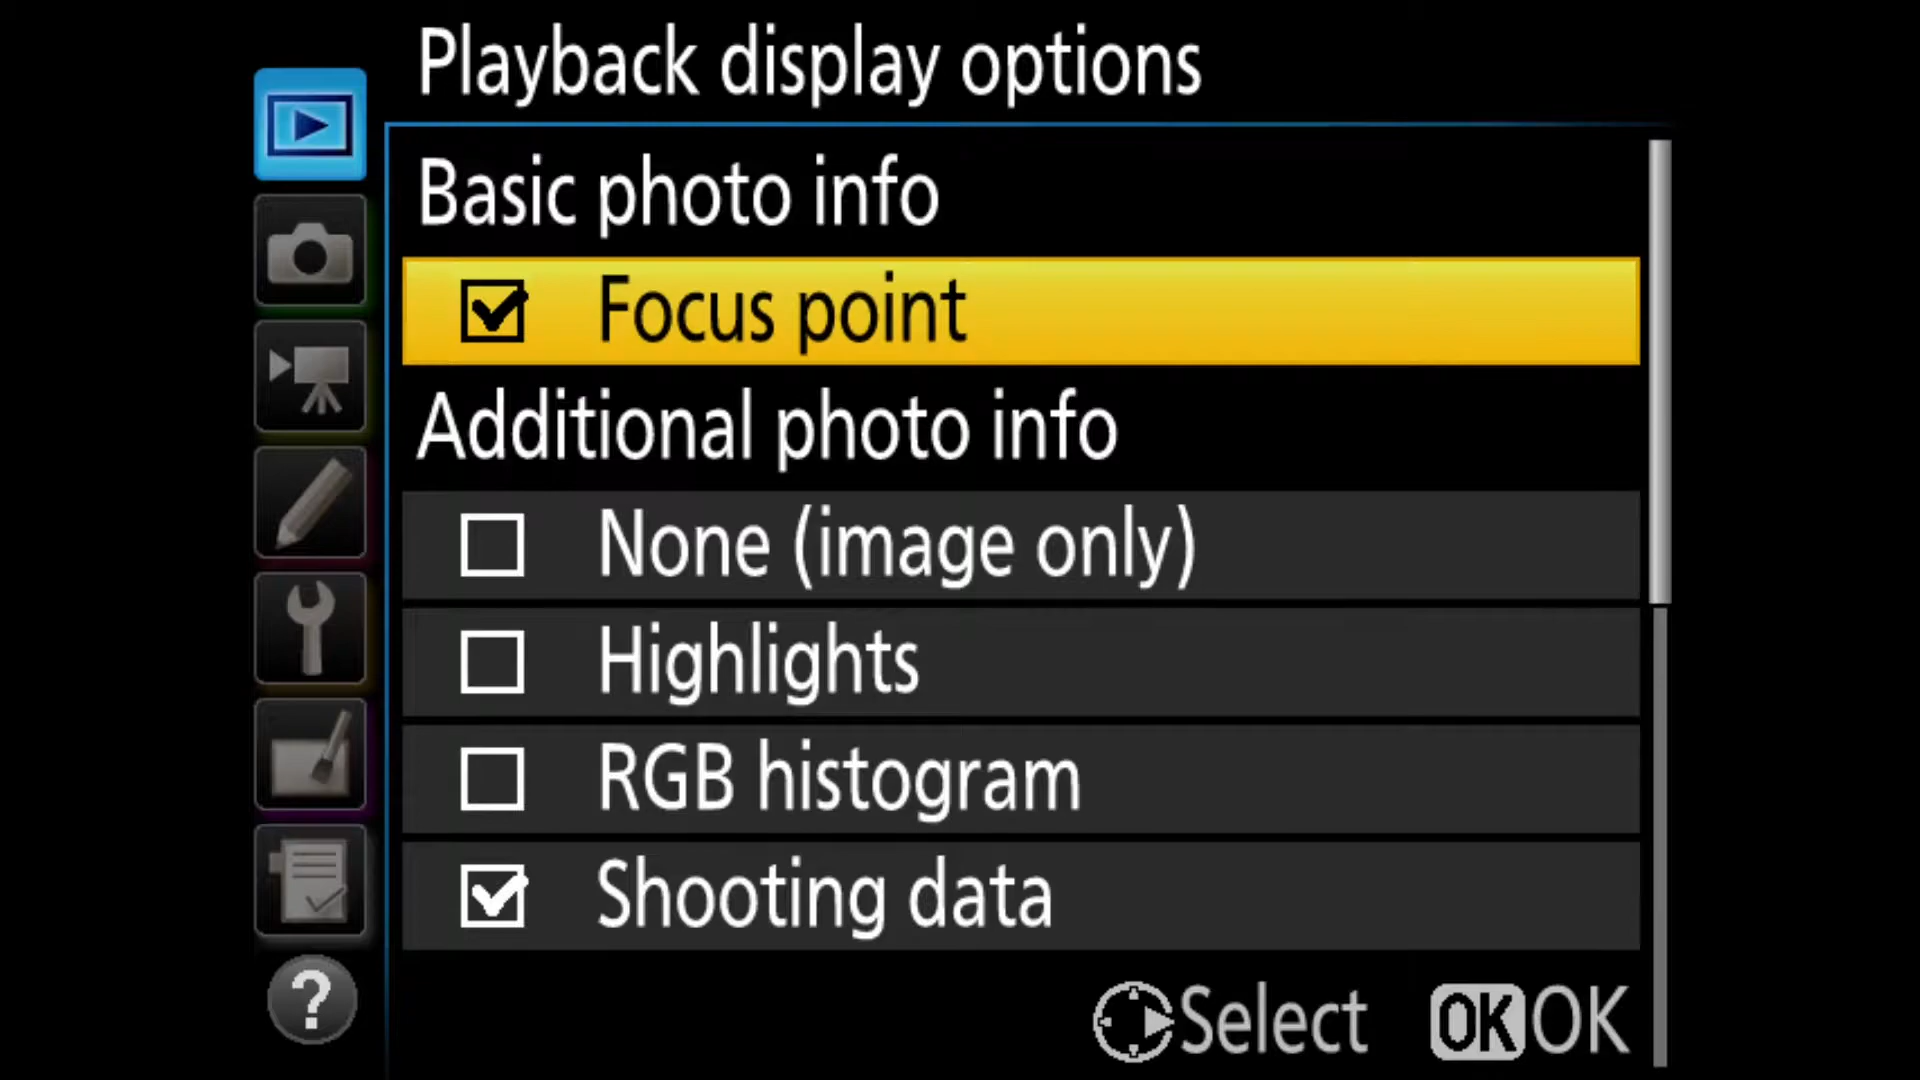 Playback display options
Basic photo info
Focus point
Additional photo info
None (image only)
Highlights
RGB histogram
Shooting data
?
Select OK OK